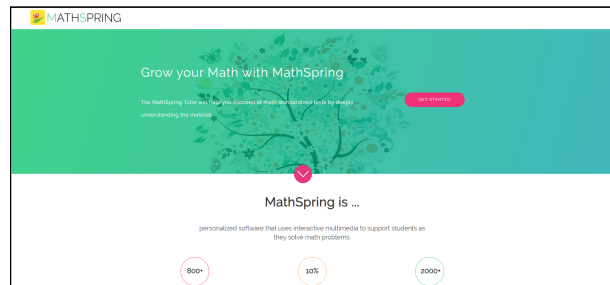 MATHSPRING
Grow your Math with MathSpring
The MathSpring Tutor will help you succeed at math standardized tests by deeply
understanding the material.
GET STARTED
MathSpring is ...
personalized software that uses interactive multimedia to support students as
they solve math problems.
800+ 10% 2000+